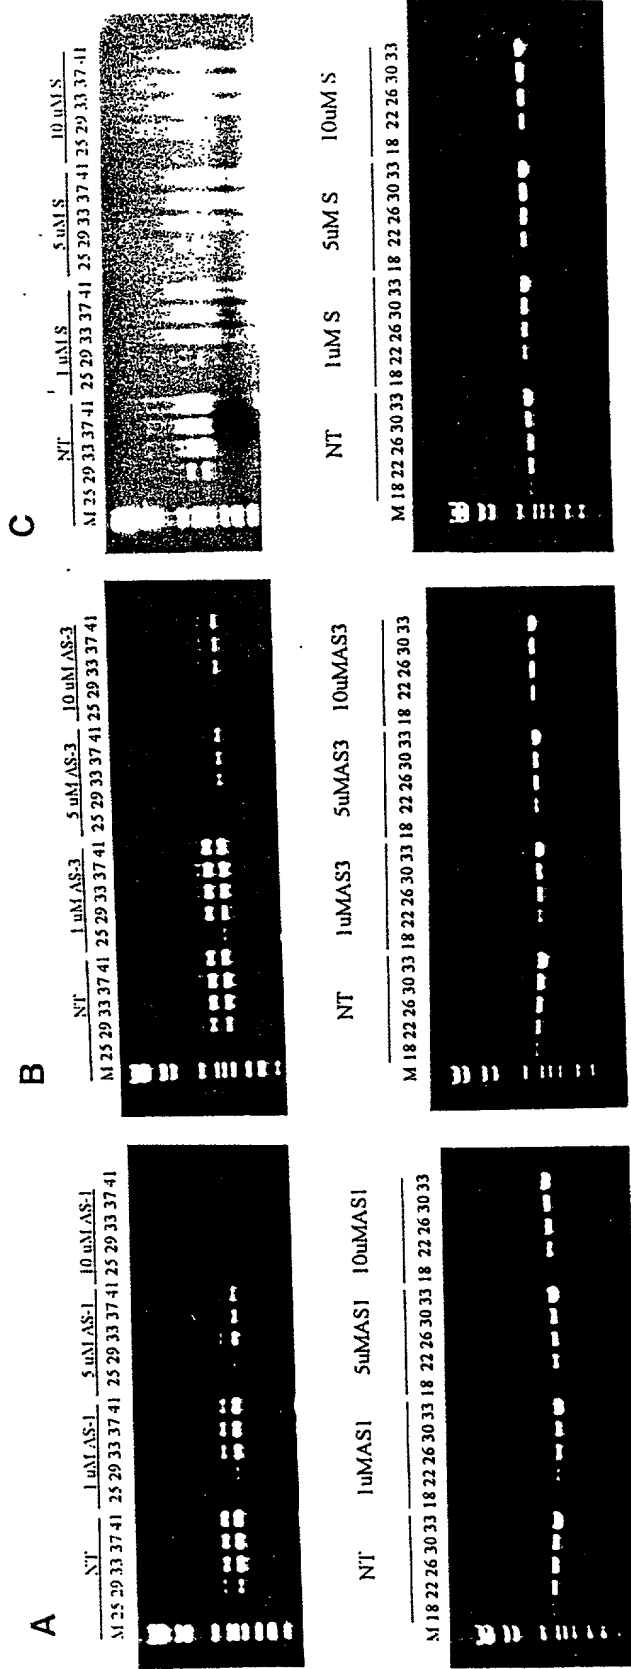 A
NT 1 uM AS-1 5 uM AS-1 10 uM AS-1
M 25 29 33 37 41 25 29 33 37 41 25 29 33 37 41 25 29 33 37 41
NT 1uMAS1 5uMAS1 10uMAS1
M 18 22 26 30 33 18 22 26 30 33 18 22 26 30 33 18 22 26 30 33
B
NT 1 uM AS-3 5 uM AS-3 10 uM AS-3
M 25 29 33 37 41 25 29 33 37 41 25 29 33 37 41 25 29 33 37 41
NT 1uMAS3 5uMAS3 10uMAS3
M 18 22 26 30 33 18 22 26 30 33 18 22 26 30 33 18 22 26 30 33
C
NT 1 uM S 5 uM S 10 uM S
M 25 29 33 37 41 25 29 33 37 41 25 29 33 37 41 25 29 33 37 41
NT 1uM S 5uM S 10uM S
M 18 22 26 30 33 18 22 26 30 33 18 22 26 30 33 18 22 26 30 33